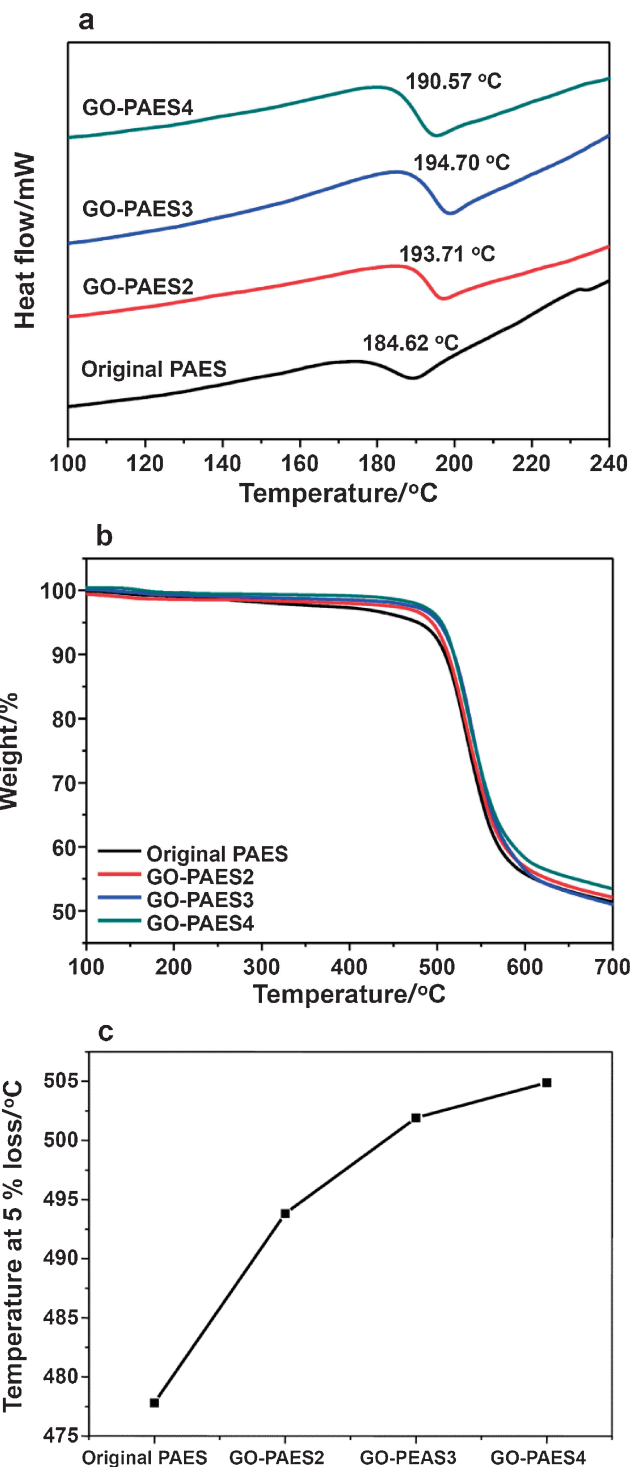 a
190.57 °C
GO-PAES4
194.70 °C
GO-PAES3
193.71 °C
GO-PAES2
184.62 °C
Original PAES
Heat flow/mW
100 120 140 160 180 200 220 240
Temperature/°C
b
100
90
80
70
60
50
Weight/%
Original PAES
GO-PAES2
GO-PAES3
GO-PAES4
100 200 300 400 500 600 700
Temperature/°C
c
505
500
495
490
485
480
475
Temperature at 5 % loss/°C
Original PAES GO-PAES2 GO-PEAS3 GO-PAES4